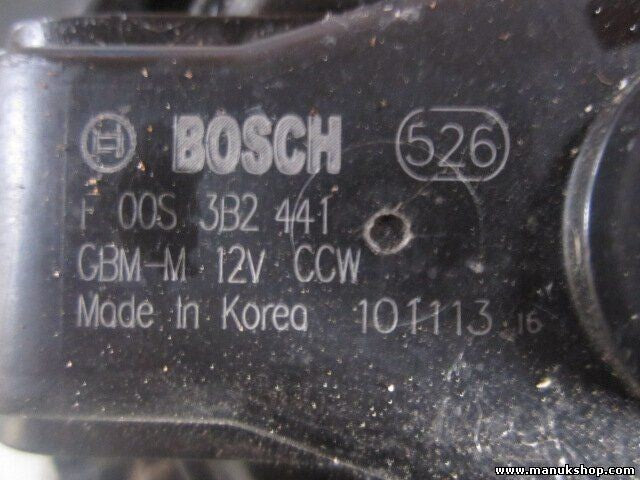 BOSCH 526
F 00S 3B2 441
GBM-M 12V CCW
Made In Korea 101113 16
www.manukshop.com